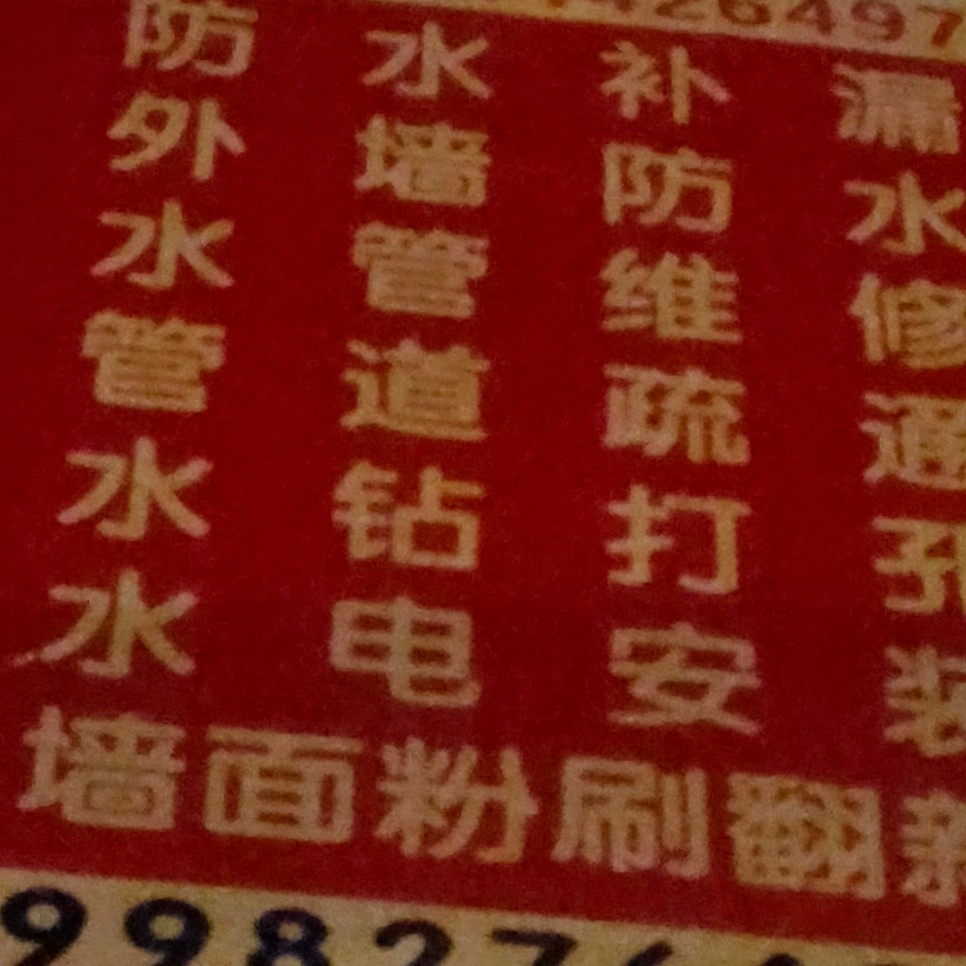 426497
防水补漏
外墙防水
水管维修
管道疏通
水钻打孔
水电安装
墙面粉刷翻新
99827